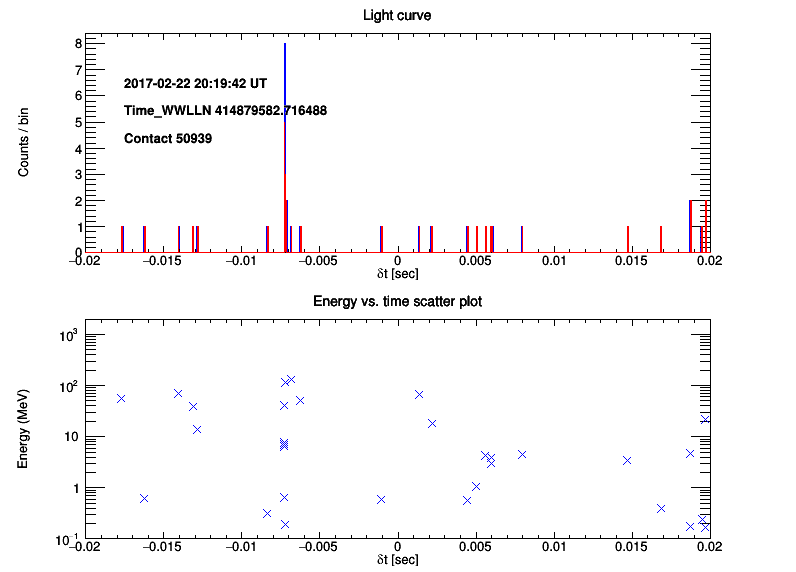 Light curve
Counts / bin
8
7
6
5
4
3
2
1
0
2017-02-22 20:19:42 UT
Time_WWLLN 414879582.716488
Contact 50939
−0.02 −0.015 −0.01 −0.005 0 0.005 0.01 0.015 0.02
δt [sec]
Energy vs. time scatter plot
Energy (MeV)
10³
10²
10
1
10⁻¹
−0.02 −0.015 −0.01 −0.005 0 0.005 0.01 0.015 0.02
δt [sec]